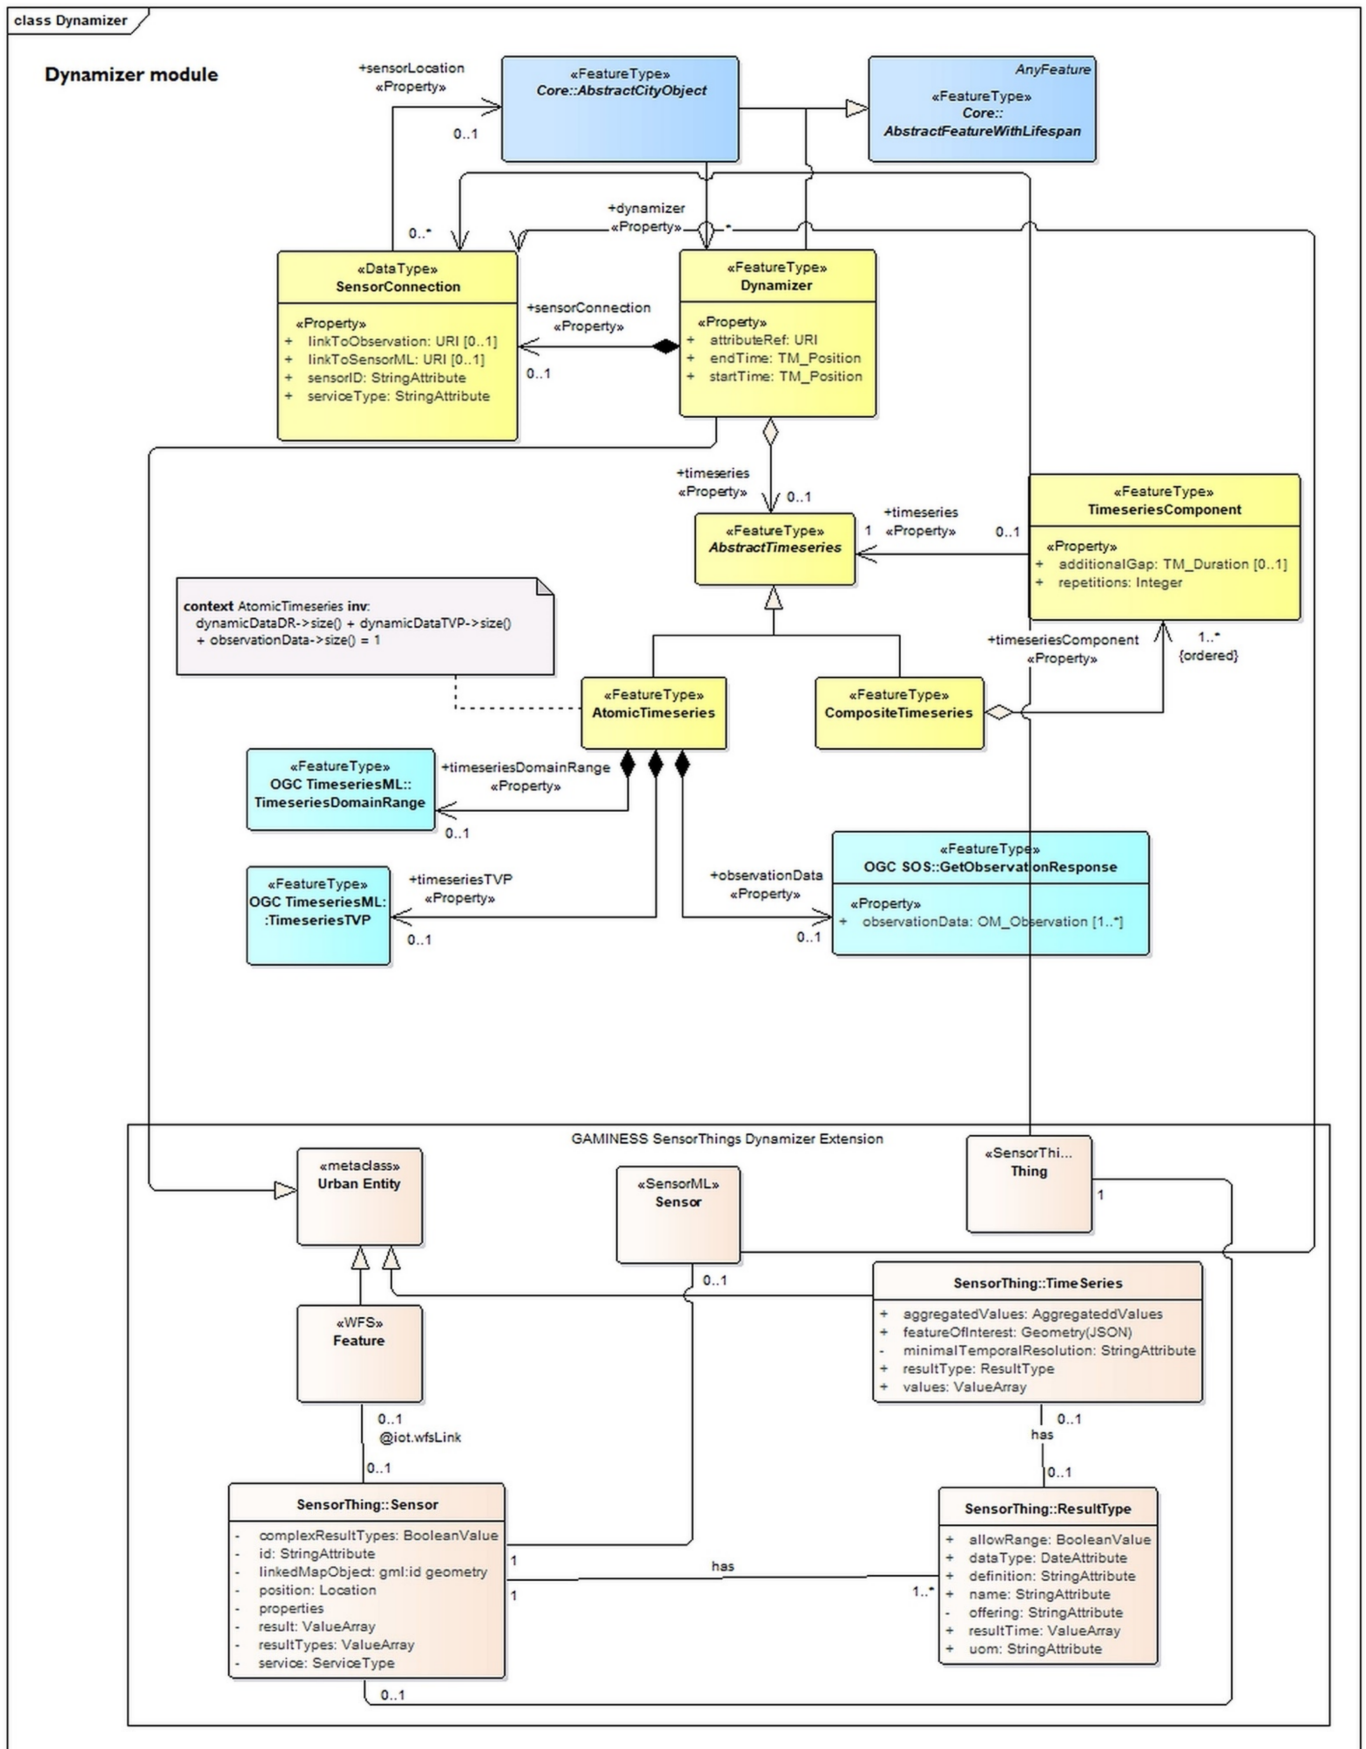 class Dynamizer
Dynamizer module
+sensorLocation
«Property»
0..1
«FeatureType»
Core::AbstractCityObject
AnyFeature
«FeatureType»
Core::
AbstractFeatureWithLifespan
+dynamizer
«Property»
*
0..*
«DataType»
SensorConnection
«Property»
+ linkToObservation: URI [0..1]
+ linkToSensorML: URI [0..1]
+ sensorID: StringAttribute
+ serviceType: StringAttribute
+sensorConnection
«Property»
0..1
«FeatureType»
Dynamizer
«Property»
+ attributeRef: URI
+ endTime: TM_Position
+ startTime: TM_Position
+timeseries
«Property»
0..1
«FeatureType»
AbstractTimeseries
1
+timeseries
«Property»
0..1
«FeatureType»
TimeseriesComponent
«Property»
+ additionalGap: TM_Duration [0..1]
+ repetitions: Integer
context AtomicTimeseries inv:
dynamicDataDR->size() + dynamicDataTVP->size()
+ observationData->size() = 1
+timeseriesComponent
«Property»
1..*
{ordered}
«FeatureType»
AtomicTimeseries
«FeatureType»
CompositeTimeseries
«FeatureType»
OGC TimeseriesML::
TimeseriesDomainRange
+timeseriesDomainRange
«Property»
0..1
«FeatureType»
OGC TimeseriesML:
:TimeseriesTVP
+timeseriesTVP
«Property»
0..1
+observationData
«Property»
0..1
«FeatureType»
OGC SOS::GetObservationResponse
«Property»
+ observationData: OM_Observation [1..*]
GAMINESS SensorThings Dynamizer Extension
«metaclass»
Urban Entity
«SensorML»
Sensor
0..1
«SensorThi...
Thing
1
«WFS»
Feature
0..1
@iot.wfsLink
0..1
SensorThing::TimeSeries
+ aggregatedValues: AggregateddValues
+ featureOfInterest: Geometry(JSON)
- minimalTemporalResolution: StringAttribute
+ resultType: ResultType
+ values: ValueArray
0..1
has
0..1
SensorThing::Sensor
- complexResultTypes: BooleanValue
- id: StringAttribute
- linkedMapObject: gml:id geometry
- position: Location
- properties
- result: ValueArray
- resultTypes: ValueArray
- service: ServiceType
1
1
has
1..*
0..1
SensorThing::ResultType
+ allowRange: BooleanValue
+ dataType: DateAttribute
+ definition: StringAttribute
+ name: StringAttribute
- offering: StringAttribute
+ resultTime: ValueArray
+ uom: StringAttribute